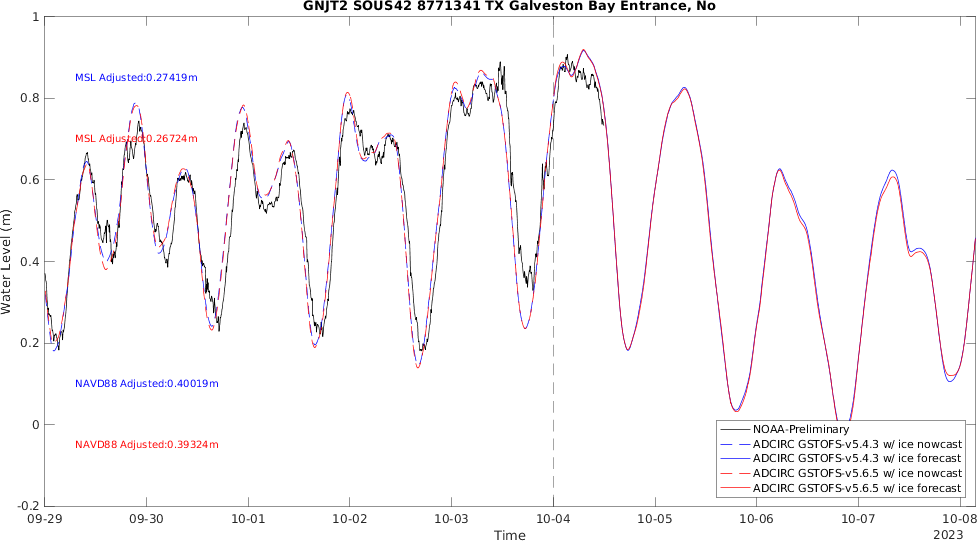 GNJT2 SOUS42 8771341 TX Galveston Bay Entrance, No
1
0.8
0.6
0.4
0.2
0
-0.2
Water Level (m)
MSL Adjusted:0.27419m
MSL Adjusted:0.26724m
NAVD88 Adjusted:0.40019m
NAVD88 Adjusted:0.39324m
NOAA-Preliminary
ADCIRC GSTOFS-v5.4.3 w/ ice nowcast
ADCIRC GSTOFS-v5.4.3 w/ ice forecast
ADCIRC GSTOFS-v5.6.5 w/ ice nowcast
ADCIRC GSTOFS-v5.6.5 w/ ice forecast
09-29 09-30 10-01 10-02 10-03 10-04 10-05 10-06 10-07 10-08
2023
Time